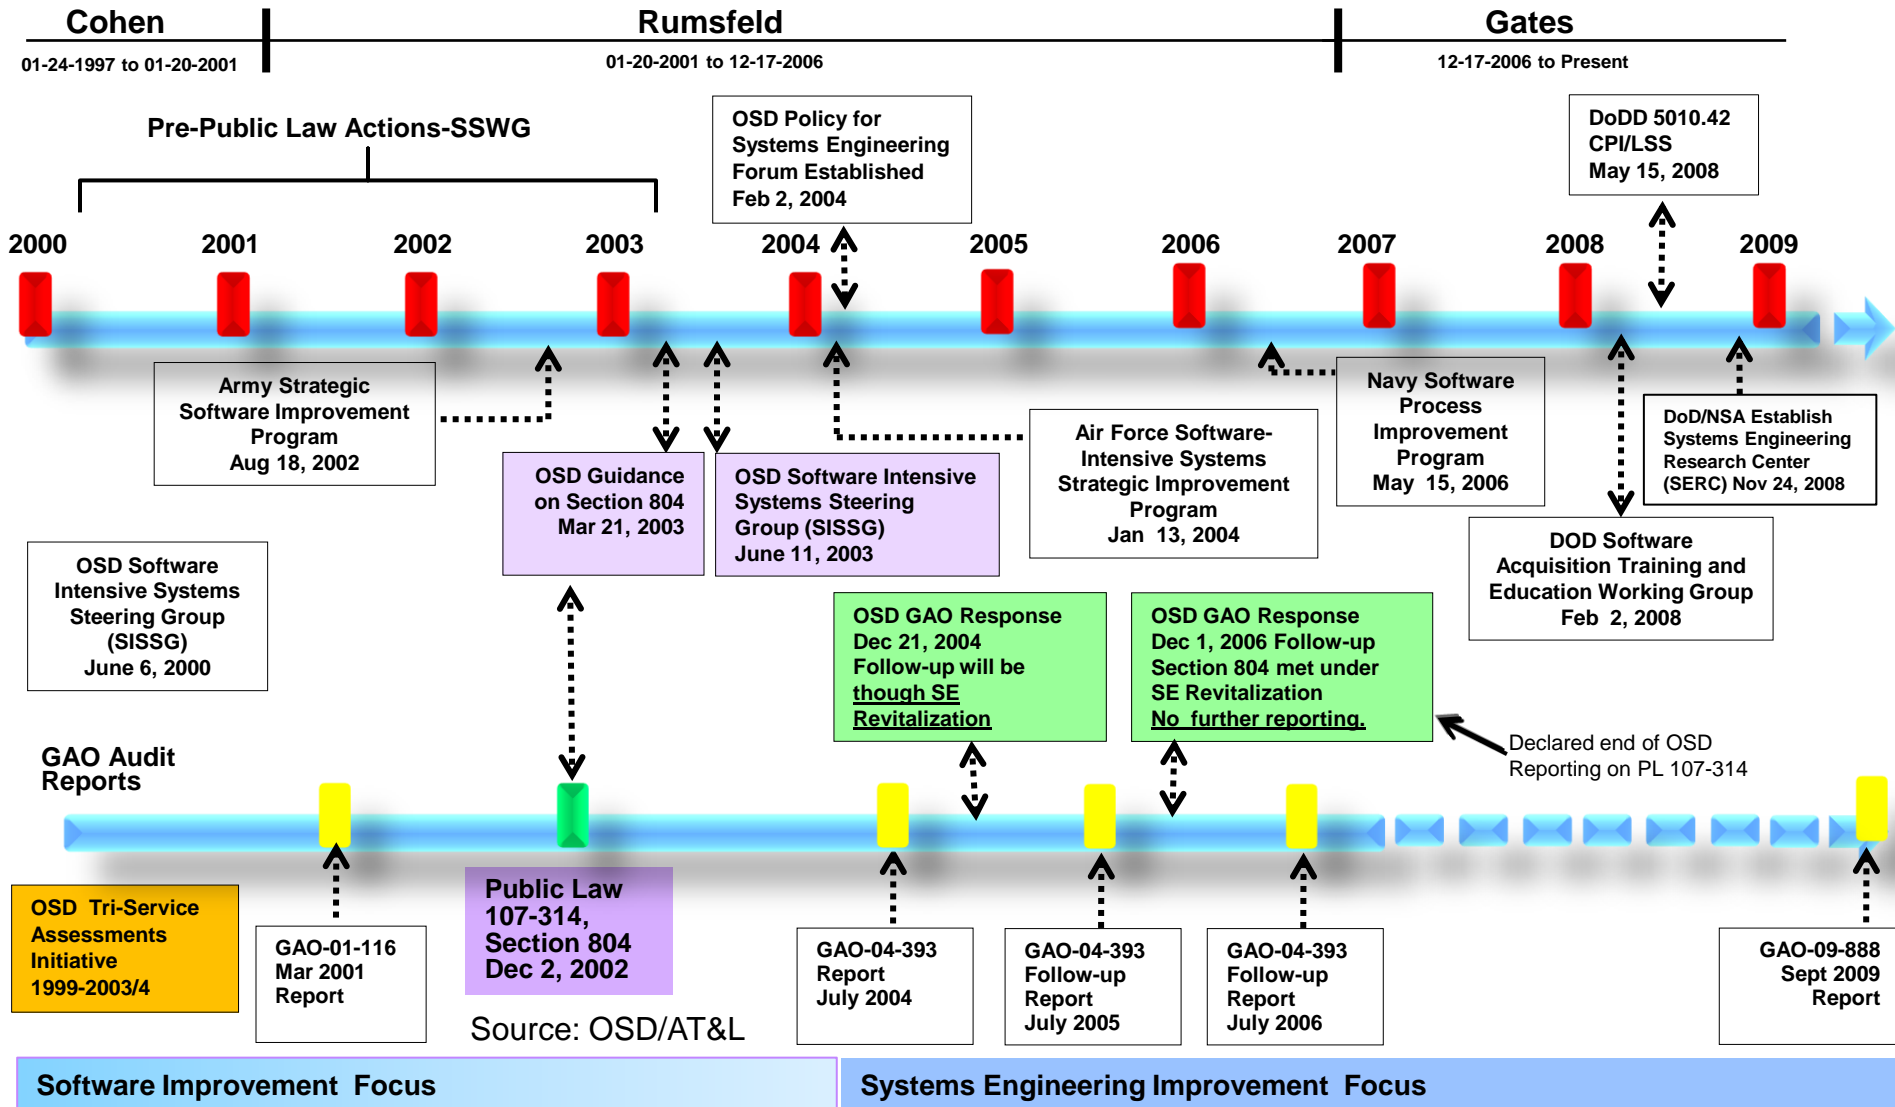 Cohen
Rumsfeld
Gates
01-24-1997 to 01-20-2001
01-20-2001 to 12-17-2006
12-17-2006 to Present
Pre-Public Law Actions-SSWG
OSD Policy for
Systems Engineering
Forum Established
Feb 2, 2004
DoDD 5010.42
CPI/LSS
May 15, 2008
2000
2001
2002
2003
2004
2005
2006
2007
2008
2009
Army Strategic
Software Improvement
Program
Aug 18, 2002
OSD Guidance
on Section 804
Mar 21, 2003
OSD Software Intensive
Systems Steering
Group (SISSG)
June 11, 2003
Air Force Software-
Intensive Systems
Strategic Improvement
Program
Jan  13, 2004
Navy Software
Process
Improvement
Program
May  15, 2006
DoD/NSA Establish
Systems Engineering
Research Center
(SERC) Nov 24, 2008
DOD Software
Acquisition Training and
Education Working Group
Feb  2, 2008
OSD Software
Intensive Systems
Steering Group
(SISSG)
June 6, 2000
OSD GAO Response
Dec 21, 2004
Follow-up will be
though SE
Revitalization
OSD GAO Response
Dec 1, 2006 Follow-up
Section 804 met under
SE Revitalization
No  further reporting.
Declared end of OSD
Reporting on PL 107-314
GAO Audit
Reports
OSD  Tri-Service
Assessments
Initiative
1999-2003/4
GAO-01-116
Mar 2001
Report
Public Law
107-314,
Section 804
Dec 2, 2002
Source: OSD/AT&L
GAO-04-393
Report
July 2004
GAO-04-393
Follow-up
Report
July 2005
GAO-04-393
Follow-up
Report
July 2006
GAO-09-888
Sept 2009
Report
Software Improvement  Focus
Systems Engineering Improvement  Focus